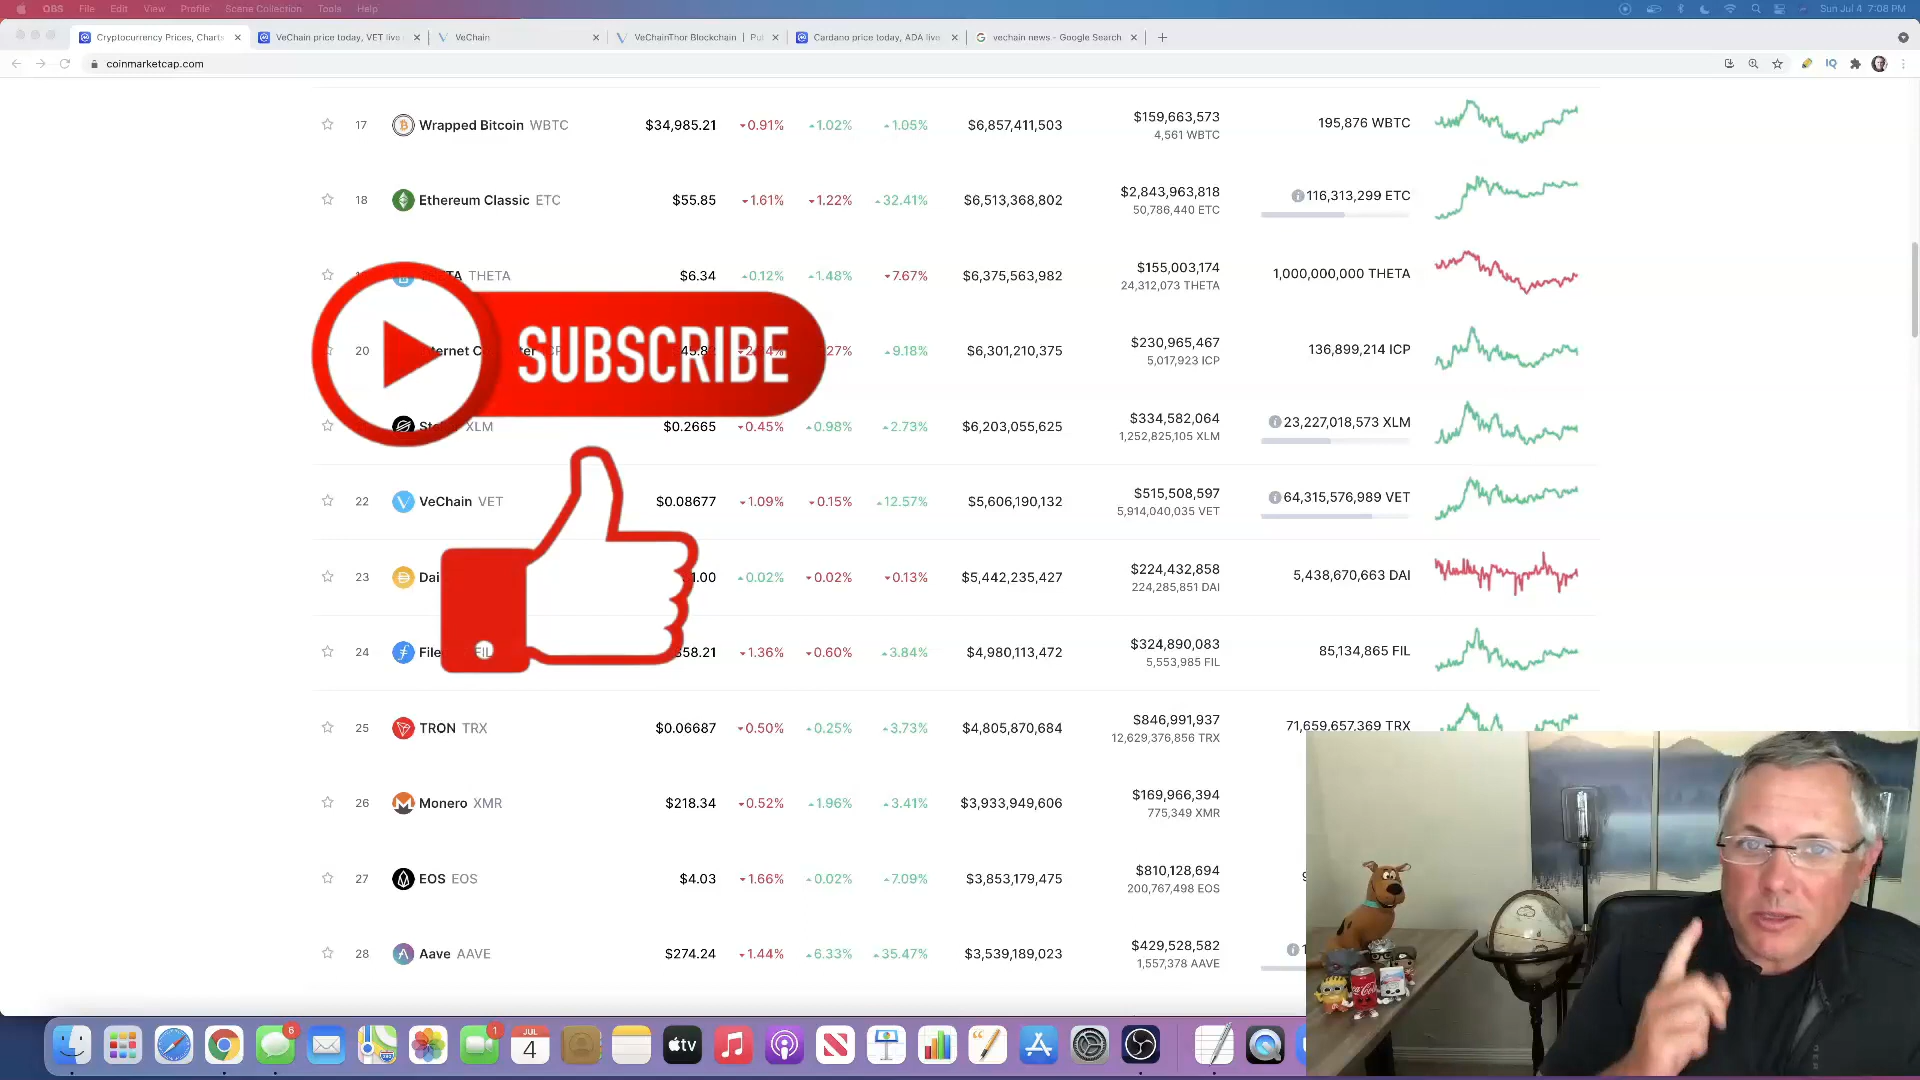 OBS File Edit View Profile Scene Collection Tools Help
Sun Jul 4 7:08 PM
Cryptocurrency Prices, Charts
VeChain price today, VET live
VeChain
VeChainThor Blockchain | Pu
Cardano price today, ADA live
vechain news - Google Search
coinmarketcap.com
17 Wrapped Bitcoin WBTC $34,985.21 0.91% 1.02% 1.05% $6,857,411,503 $159,663,573 195,876 WBTC
4,561 WBTC
18 Ethereum Classic ETC $55.85 1.61% 1.22% 32.41% $6,513,368,802 $2,843,963,818 116,313,299 ETC
50,786,440 ETC
THETA $6.34 0.12% 1.48% 7.67% $6,375,563,982 $155,003,174 1,000,000,000 THETA
24,312,073 THETA
SUBSCRIBE
20 9.18% $6,301,210,375 $230,965,467 136,899,214 ICP
5,017,923 ICP
XLM $0.2665 0.45% 0.98% 2.73% $6,203,055,625 $334,582,064 23,227,018,573 XLM
1,252,825,105 XLM
22 VeChain VET $0.08677 1.09% 0.15% 12.57% $5,606,190,132 $515,508,597 64,315,576,989 VET
5,914,040,035 VET
23 Dai 1.00 0.02% 0.02% 0.13% $5,442,235,427 $224,432,858 5,438,670,663 DAI
224,285,851 DAI
24 File FIL 58.21 1.36% 0.60% 3.84% $4,980,113,472 $324,890,083 85,134,865 FIL
5,553,985 FIL
25 TRON TRX $0.06687 0.50% 0.25% 3.73% $4,805,870,684 $846,991,937 71,659,657,369 TRX
12,629,376,856 TRX
26 Monero XMR $218.34 0.52% 1.96% 3.41% $3,933,949,606 $169,966,394
775,349 XMR
27 EOS EOS $4.03 1.66% 0.02% 7.09% $3,853,179,475 $810,128,694
200,767,498 EOS
28 Aave AAVE $274.24 1.44% 6.33% 35.47% $3,539,189,023 $429,528,582
1,557,378 AAVE
6
1
JUL
4
tv